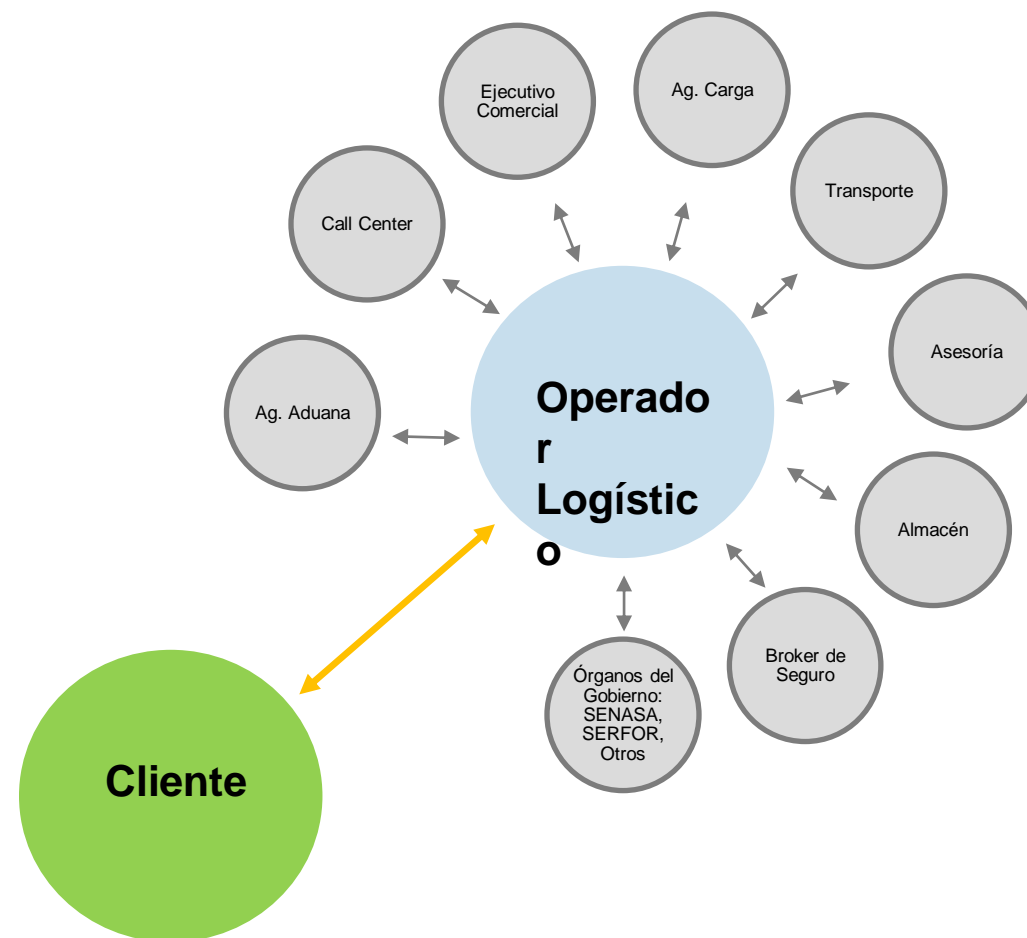 Ejecutivo
Comercial
Ag. Carga
Transporte
Call Center
Asesoría
Operado
r
Logístic
o
Ag. Aduana
Almacén
Broker de
Seguro
Órganos del
Gobierno:
SENASA,
SERFOR,
Otros
Cliente